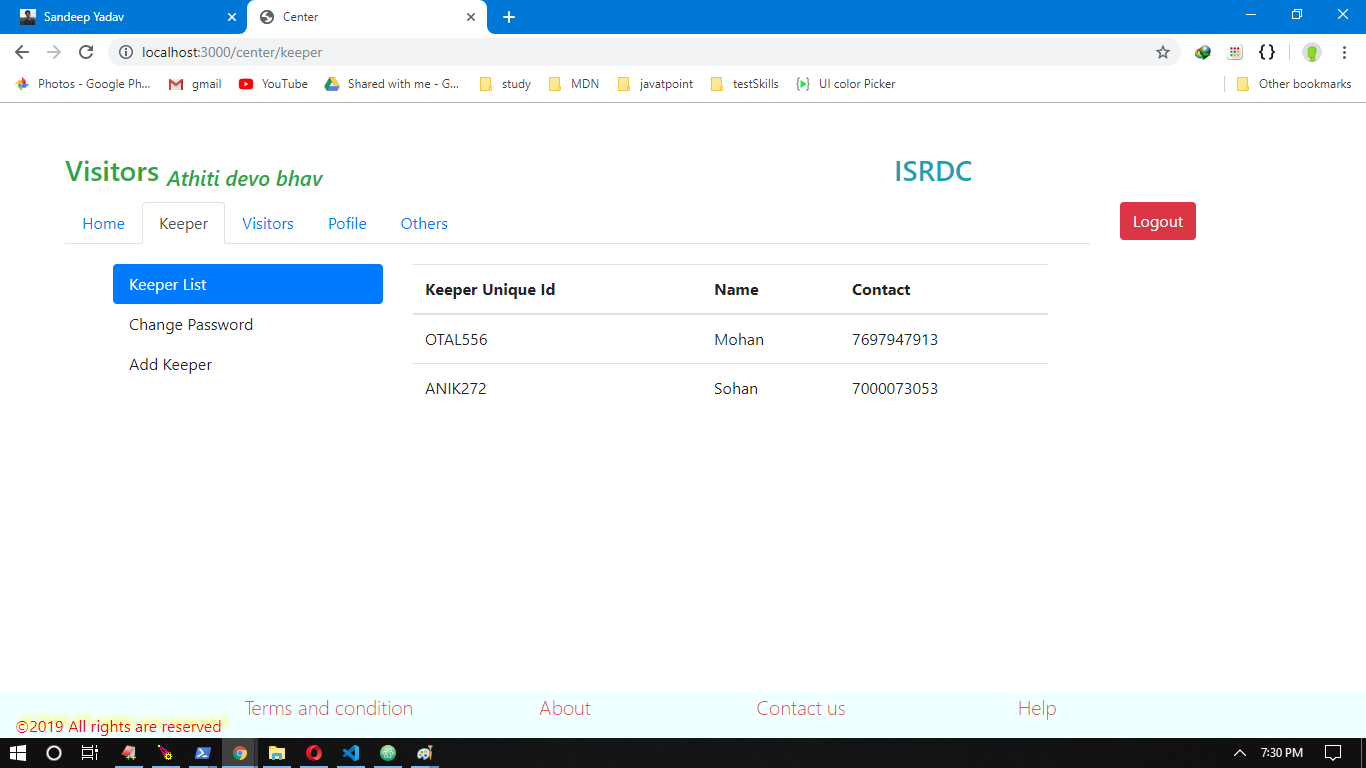 Sandeep Yadav
Center
localhost:3000/center/keeper
Photos - Google Ph... gmail YouTube Shared with me - G... study MDN javatpoint testSkills UI color Picker Other bookmarks
Visitors Athiti devo bhav ISRDC
Home Keeper Visitors Pofile Others Logout
Keeper List
Change Password
Add Keeper
Keeper Unique Id Name Contact
OTAL556 Mohan 7697947913
ANIK272 Sohan 7000073053
Terms and condition About Contact us Help
©2019 All rights are reserved
7:30 PM